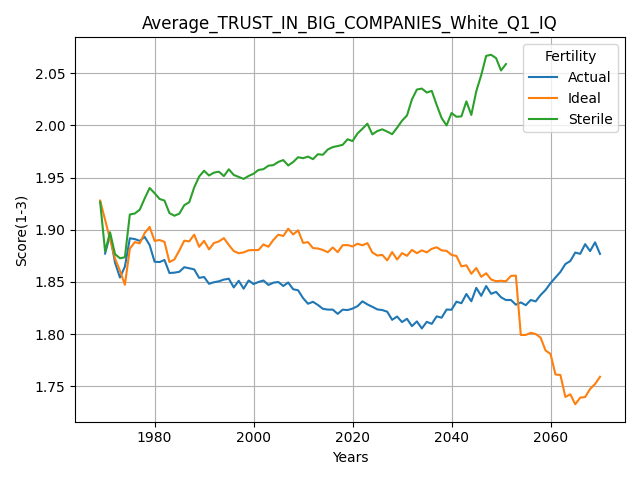 Average_TRUST_IN_BIG_COMPANIES_White_Q1_IQ
Fertility
Actual
Ideal
Sterile
Score(1-3)
2.05
2.00
1.95
1.90
1.85
1.80
1.75
1980
2000
2020
2040
2060
Years